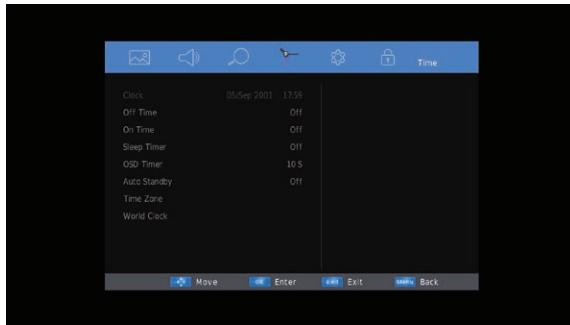 Time
Clock 05/Sep 2001 17:59
Off Time Off
On Time Off
Sleep Timer Off
OSD Timer 10 S
Auto Standby Off
Time Zone
World Clock
Move OK Enter EXIT Exit MENU Back